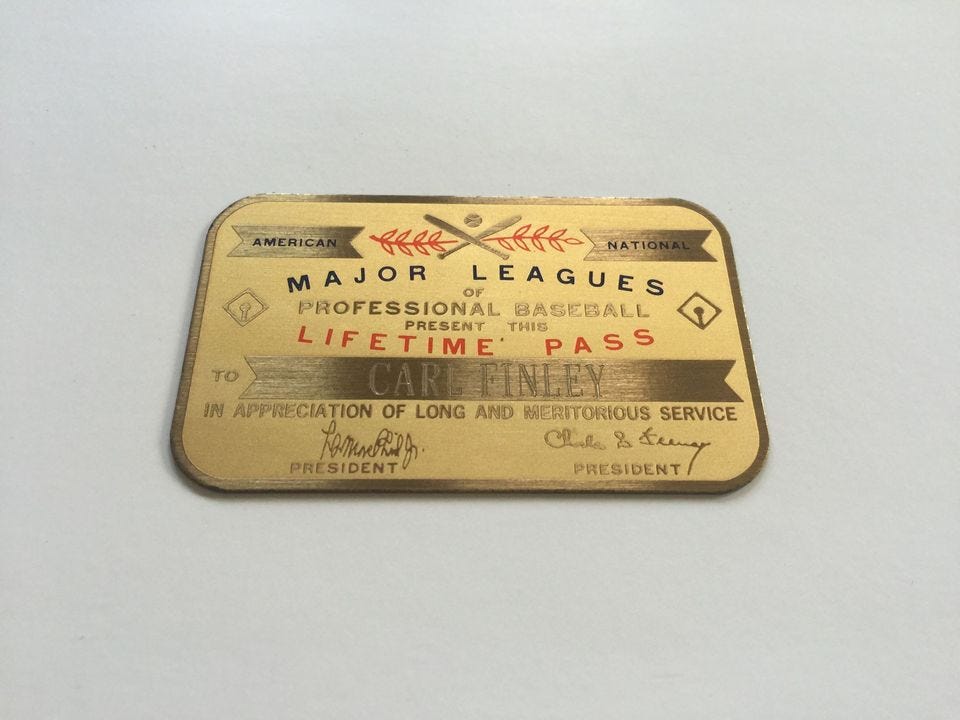 AMERICAN NATIONAL
MAJOR LEAGUES
OF
PROFESSIONAL BASEBALL
PRESENT THIS
LIFETIME PASS
TO CARL FINLEY
IN APPRECIATION OF LONG AND MERITORIOUS SERVICE
PRESIDENT PRESIDENT